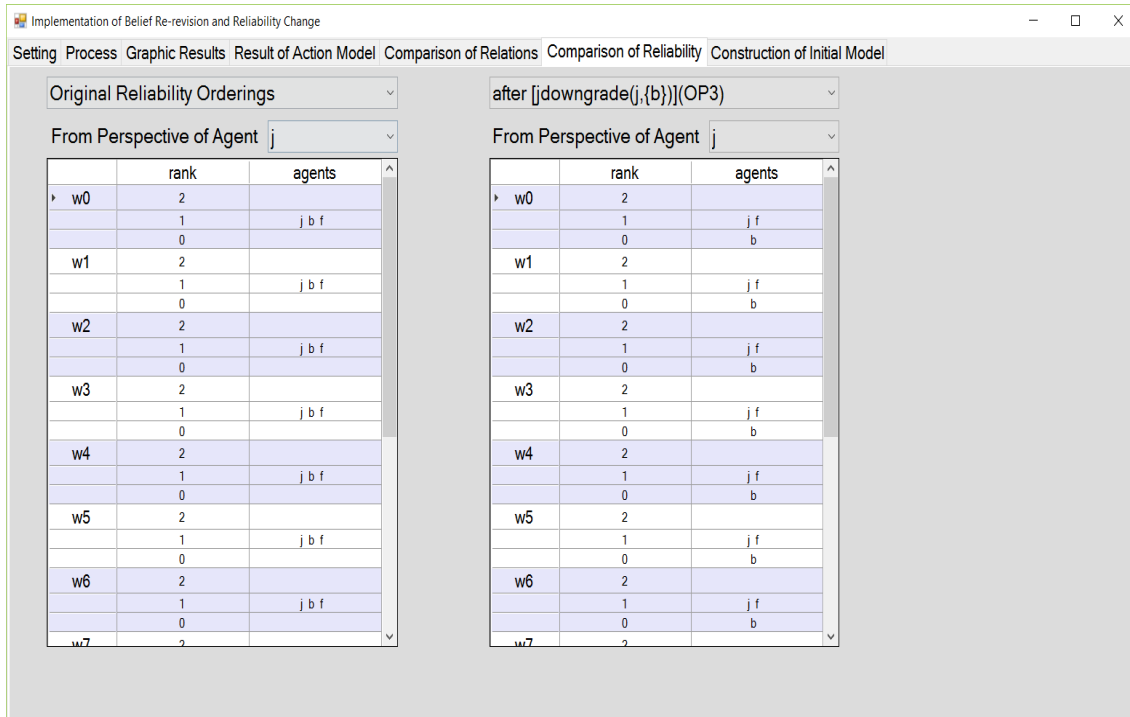 Implementation of Belief Re-revision and Reliability Change
Setting Process Graphic Results Result of Action Model Comparison of Relations Comparison of Reliability Construction of Initial Model
Original Reliability Orderings
From Perspective of Agent j
rank agents
w0 2
1 j b f
0
w1 2
1 j b f
0
w2 2
1 j b f
0
w3 2
1 j b f
0
w4 2
1 j b f
0
w5 2
1 j b f
0
w6 2
1 j b f
0
w7 2
after [jdowngrade(j,{b})](OP3)
From Perspective of Agent j
rank agents
w0 2
1 j f
0 b
w1 2
1 j f
0 b
w2 2
1 j f
0 b
w3 2
1 j f
0 b
w4 2
1 j f
0 b
w5 2
1 j f
0 b
w6 2
1 j f
0 b
w7 2